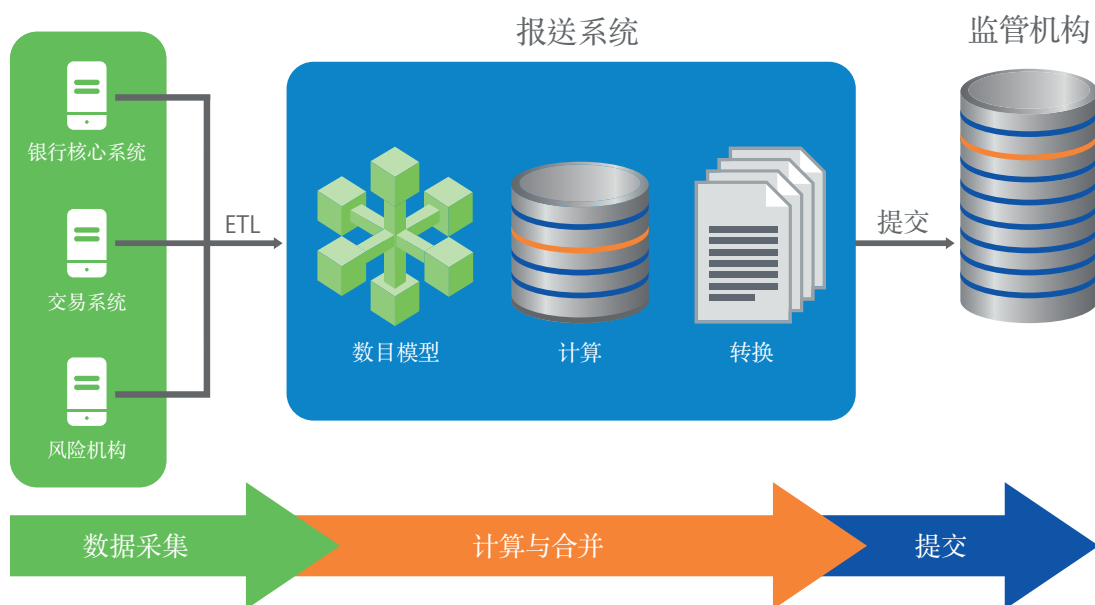 报送系统
监管机构
银行核心系统
交易系统
风险机构
ETL
数目模型
计算
转换
提交
数据采集
计算与合并
提交